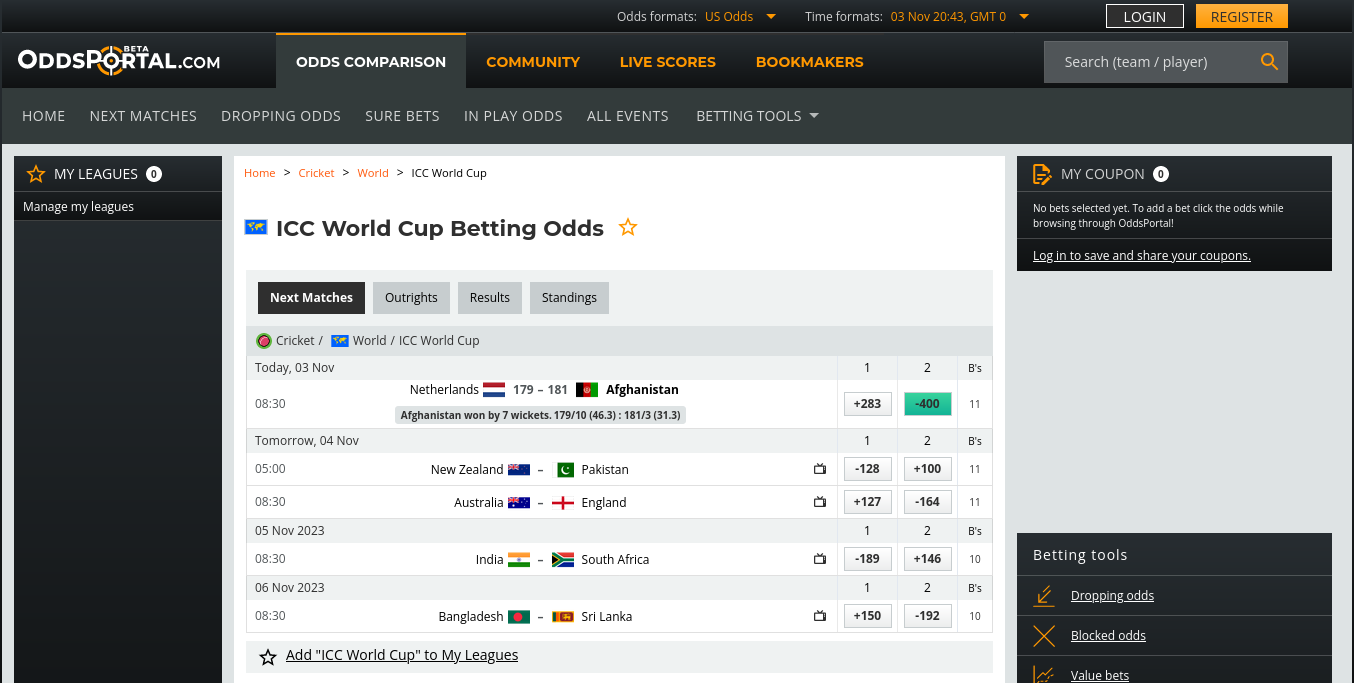 Odds formats: US Odds Time formats: 03 Nov 20:43, GMT 0 LOGIN REGISTER
ODDSPORTAL.COM BETA
ODDS COMPARISON COMMUNITY LIVE SCORES BOOKMAKERS Search (team / player)
HOME NEXT MATCHES DROPPING ODDS SURE BETS IN PLAY ODDS ALL EVENTS BETTING TOOLS
MY LEAGUES 0
Manage my leagues
Home > Cricket > World > ICC World Cup
ICC World Cup Betting Odds
Next Matches Outrights Results Standings
Cricket / World / ICC World Cup
Today, 03 Nov 1 2 B's
Netherlands 179 – 181 Afghanistan
08:30 +283 -400 11
Afghanistan won by 7 wickets. 179/10 (46.3) : 181/3 (31.3)
Tomorrow, 04 Nov 1 2 B's
05:00 New Zealand – Pakistan -128 +100 11
08:30 Australia – England +127 -164 11
05 Nov 2023 1 2 B's
08:30 India – South Africa -189 +146 10
06 Nov 2023 1 2 B's
08:30 Bangladesh – Sri Lanka +150 -192 10
Add "ICC World Cup" to My Leagues
MY COUPON 0
No bets selected yet. To add a bet click the odds while
browsing through OddsPortal!
Log in to save and share your coupons.
Betting tools
Dropping odds
Blocked odds
Value bets